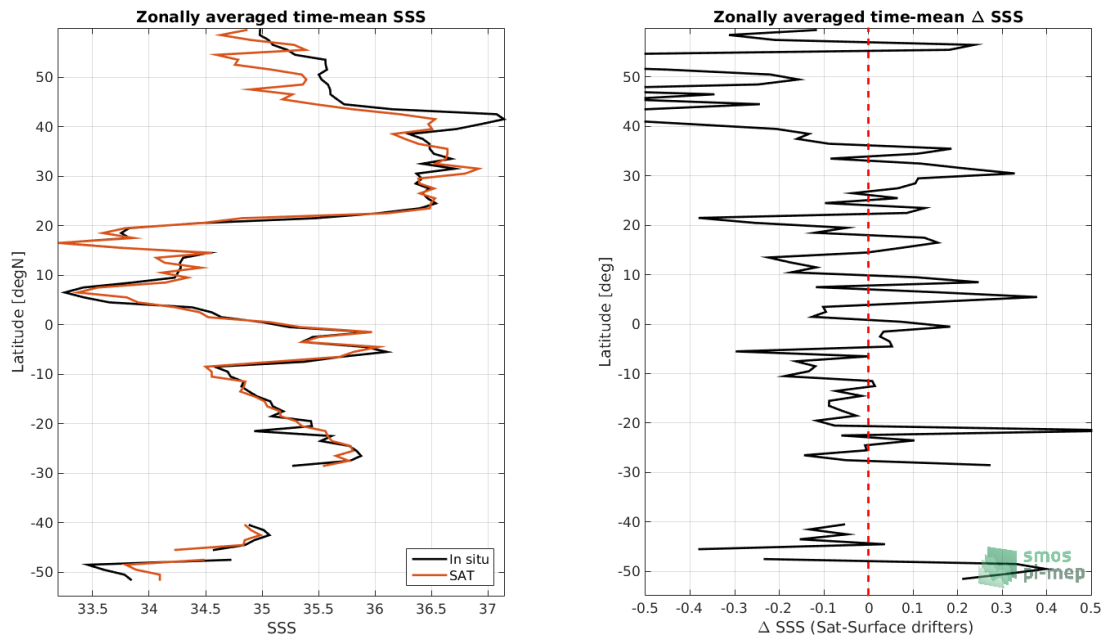 Zonally averaged time-mean SSS
Latitude [degN]
50
40
30
20
10
0
-10
-20
-30
-40
-50
33.5 34 34.5 35 35.5 36 36.5 37
SSS
In situ
SAT
Zonally averaged time-mean Δ SSS
Latitude [deg]
50
40
30
20
10
0
-10
-20
-30
-40
-50
-0.5 -0.4 -0.3 -0.2 -0.1 0 0.1 0.2 0.3 0.4 0.5
Δ SSS (Sat-Surface drifters)
smos
pi-mep